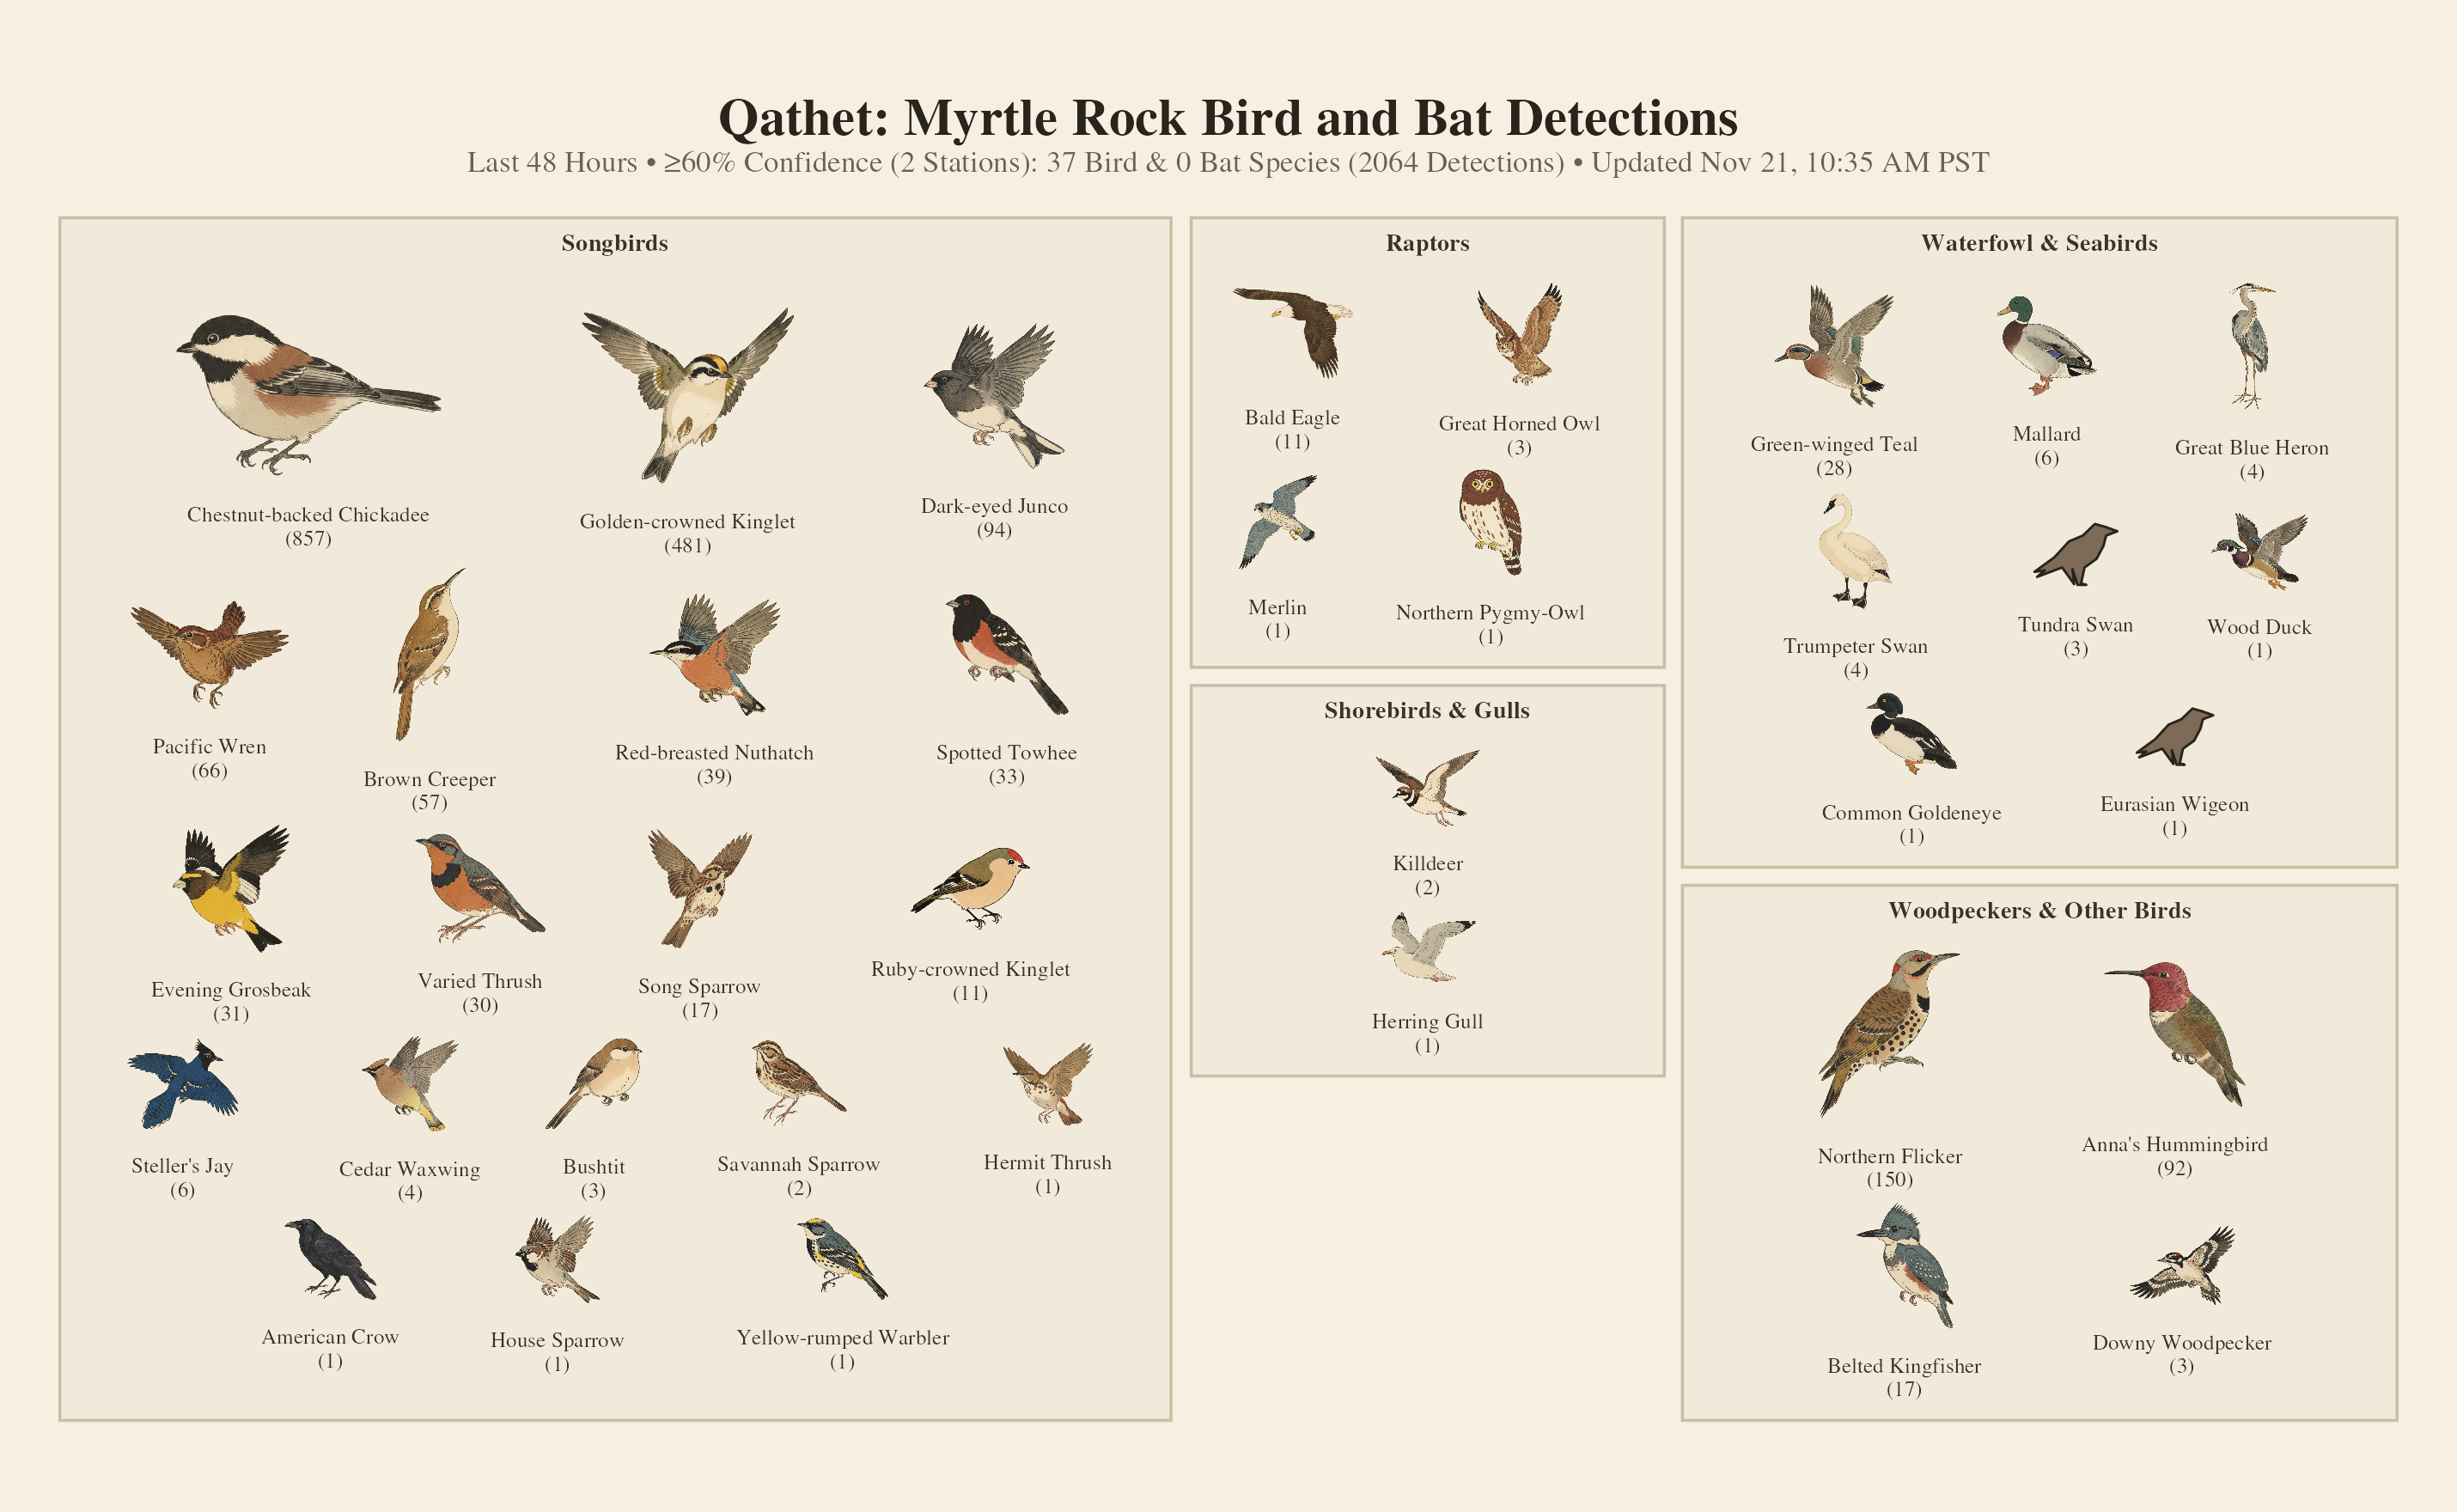 Qathet: Myrtle Rock Bird and Bat Detections
Last 48 Hours • ≥60% Confidence (2 Stations): 37 Bird & 0 Bat Species (2064 Detections) • Updated Nov 21, 10:35 AM PST
Songbirds
Chestnut-backed Chickadee
(857)
Golden-crowned Kinglet
(481)
Dark-eyed Junco
(94)
Pacific Wren
(66)
Brown Creeper
(57)
Red-breasted Nuthatch
(39)
Spotted Towhee
(33)
Evening Grosbeak
(31)
Varied Thrush
(30)
Song Sparrow
(17)
Ruby-crowned Kinglet
(11)
Steller's Jay
(6)
Cedar Waxwing
(4)
Bushtit
(3)
Savannah Sparrow
(2)
Hermit Thrush
(1)
American Crow
(1)
House Sparrow
(1)
Yellow-rumped Warbler
(1)
Raptors
Bald Eagle
(11)
Great Horned Owl
(3)
Merlin
(1)
Northern Pygmy-Owl
(1)
Shorebirds & Gulls
Killdeer
(2)
Herring Gull
(1)
Waterfowl & Seabirds
Green-winged Teal
(28)
Mallard
(6)
Great Blue Heron
(4)
Trumpeter Swan
(4)
Tundra Swan
(3)
Wood Duck
(1)
Common Goldeneye
(1)
Eurasian Wigeon
(1)
Woodpeckers & Other Birds
Northern Flicker
(150)
Anna's Hummingbird
(92)
Belted Kingfisher
(17)
Downy Woodpecker
(3)